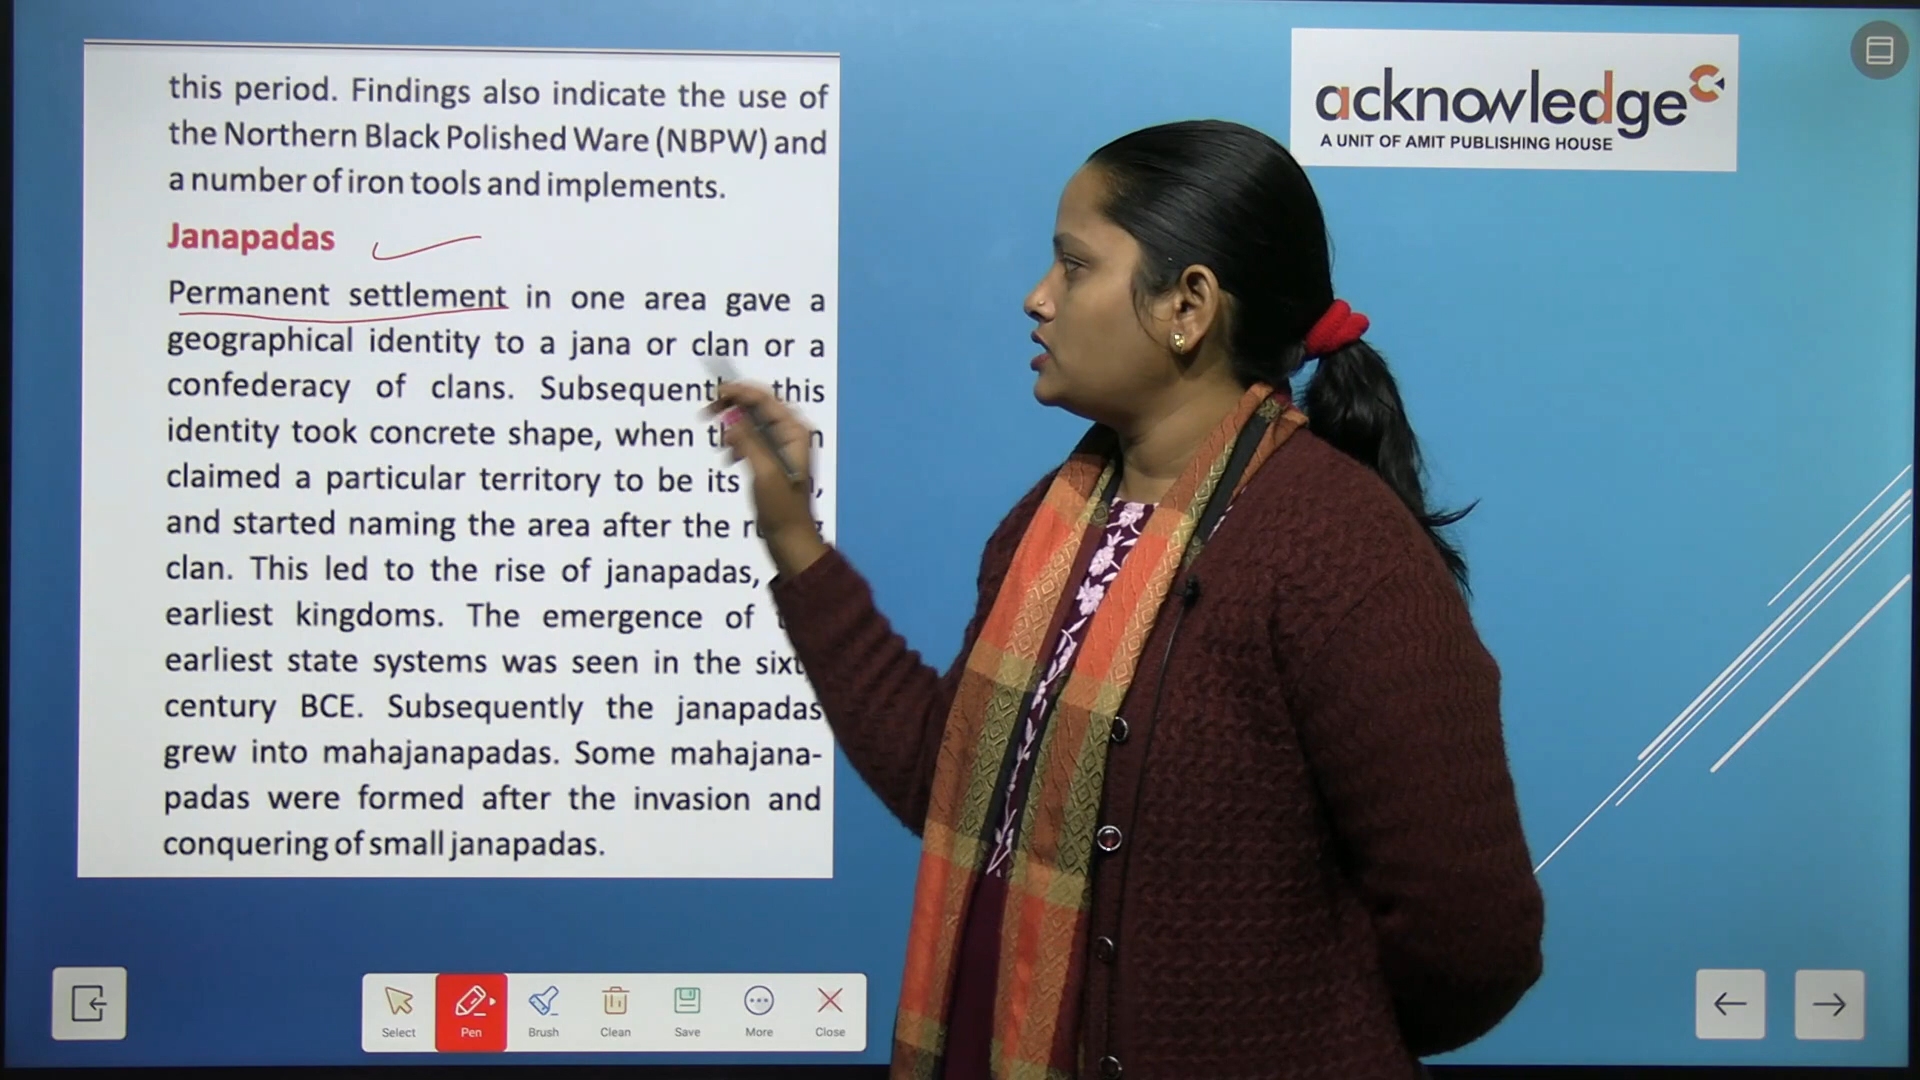 this period. Findings also indicate the use of
the Northern Black Polished Ware (NBPW) and
a number of iron tools and implements.
Janapadas
Permanent settlement in one area gave a
geographical identity to a jana or clan or a
confederacy of clans. Subsequently this
identity took concrete shape, when
claimed a particular territory to be its
and started naming the area after the
clan. This led to the rise of janapadas,
earliest kingdoms. The emergence of
earliest state systems was seen in the sixth
century BCE. Subsequently the janapadas
grew into mahajanapadas. Some mahajana-
padas were formed after the invasion and
conquering of small janapadas.
acknowledge
A UNIT OF AMIT PUBLISHING HOUSE
Select Pen Brush Clean Save More Close